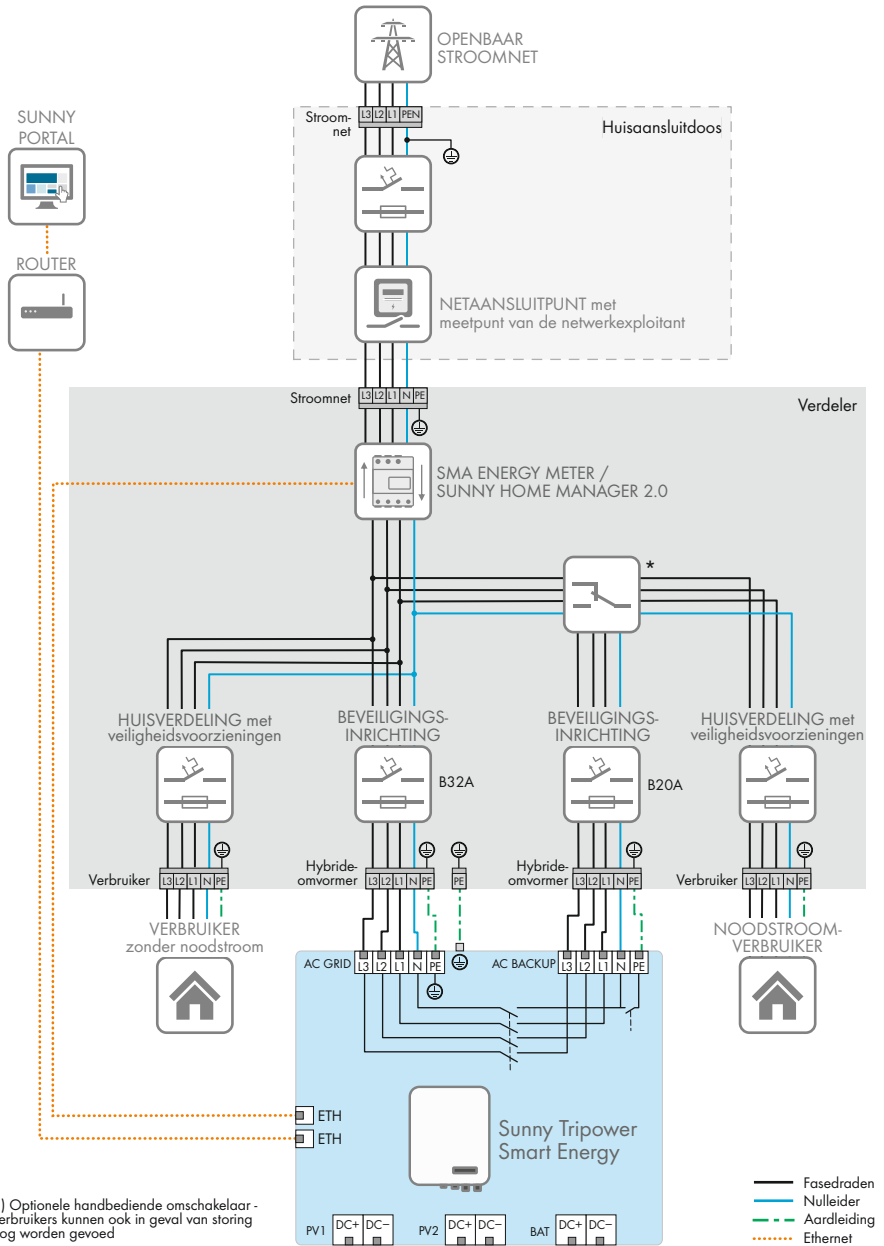 OPENBAAR
STROOMNET
SUNNY
PORTAL
Stroom-
net
L3 L2 L1 PEN
Huisaansluitdoos
ROUTER
NETAANSLUITPUNT met
meetpunt van de netwerkexploitant
Stroomnet
L3 L2 L1 N PE
Verdeler
SMA ENERGY METER /
SUNNY HOME MANAGER 2.0
*
HUISVERDELING met
veiligheidsvoorzieningen
BEVEILIGINGS-
INRICHTING
BEVEILIGINGS-
INRICHTING
HUISVERDELING met
veiligheidsvoorzieningen
B32A
B20A
Verbruiker
L3 L2 L1 N PE
Hybride-
omvormer
L3 L2 L1 N PE
PE
Hybride-
omvormer
L3 L2 L1 N PE
Verbruiker
L3 L2 L1 N PE
VERBRUIKER
zonder noodstroom
NOODSTROOM-
VERBRUIKER
AC GRID
L3 L2 L1 N PE
AC BACKUP
L3 L2 L1 N PE
ETH
ETH
Sunny Tripower
Smart Energy
PV1 DC+ DC−
PV2 DC+ DC−
BAT DC+ DC−
) Optionele handbediende omschakelaar -
erbruikers kunnen ook in geval van storing
og worden gevoed
Fasedraden
Nulleider
Aardleiding
Ethernet